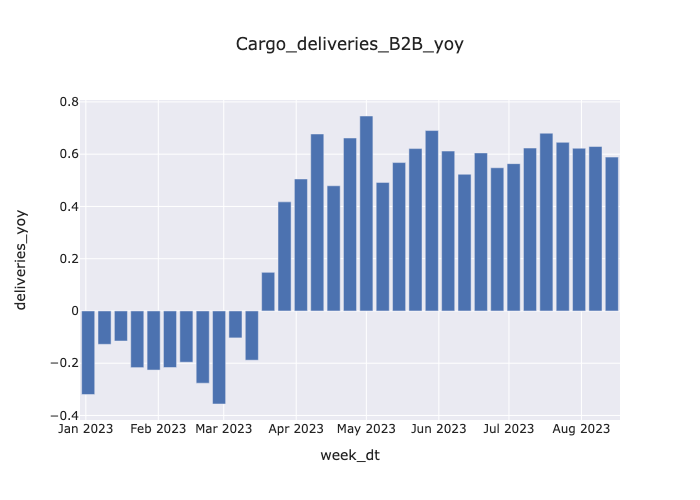 Cargo_deliveries_B2B_yoy
deliveries_yoy
0.8
0.6
0.4
0.2
0
−0.2
−0.4
Jan 2023 Feb 2023 Mar 2023 Apr 2023 May 2023 Jun 2023 Jul 2023 Aug 2023
week_dt